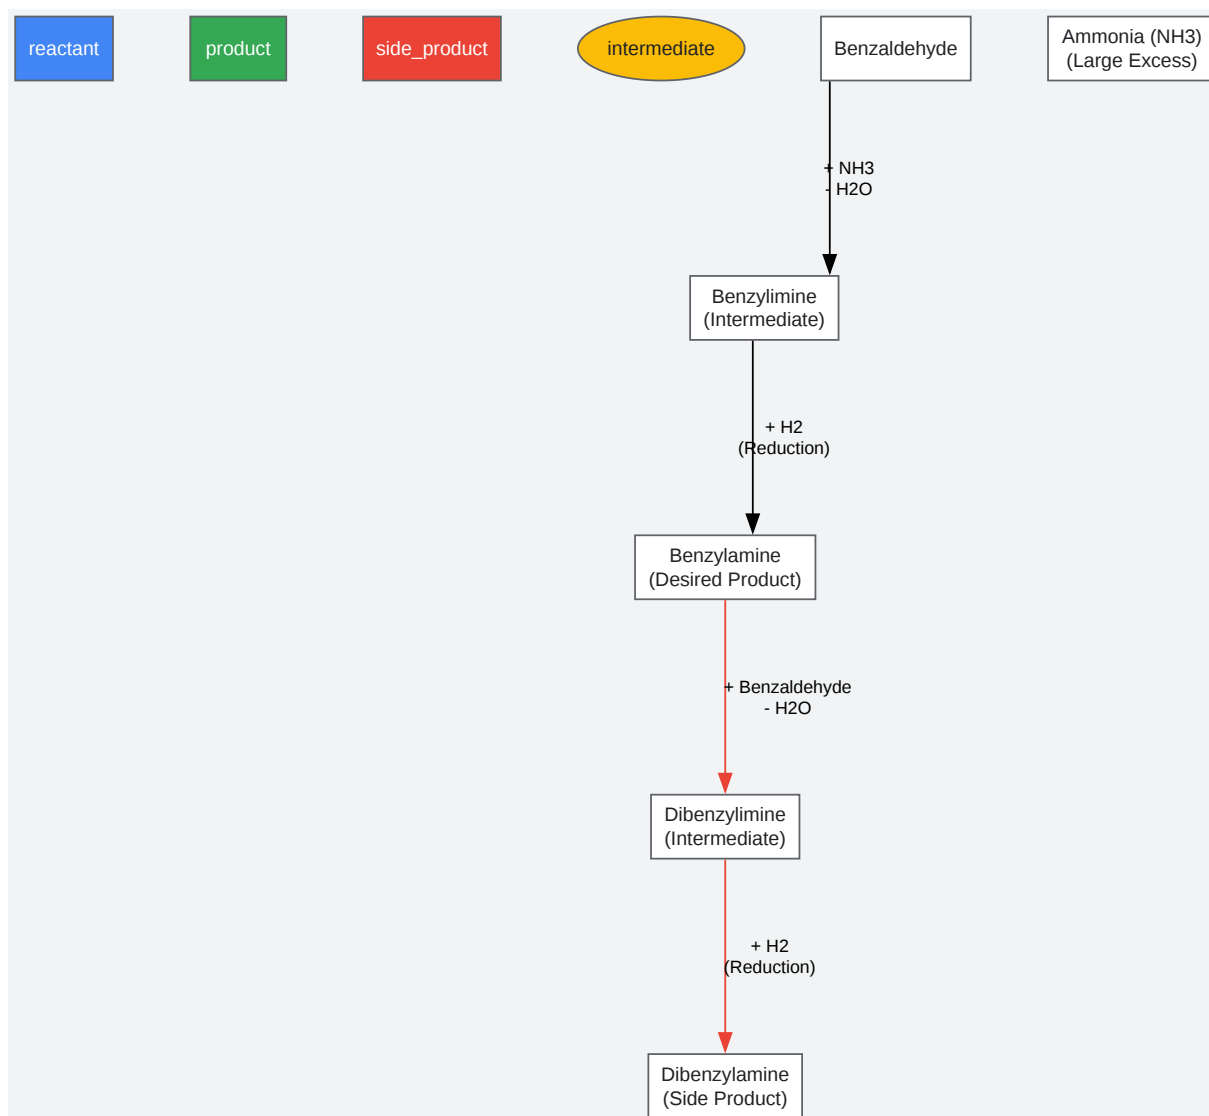 reactant
product
side_product
intermediate
Benzaldehyde
Ammonia (NH3)
(Large Excess)
+ NH3
- H2O
Benzylimine
(Intermediate)
+ H2
(Reduction)
Benzylamine
(Desired Product)
+ Benzaldehyde
- H2O
Dibenzylimine
(Intermediate)
+ H2
(Reduction)
Dibenzylamine
(Side Product)